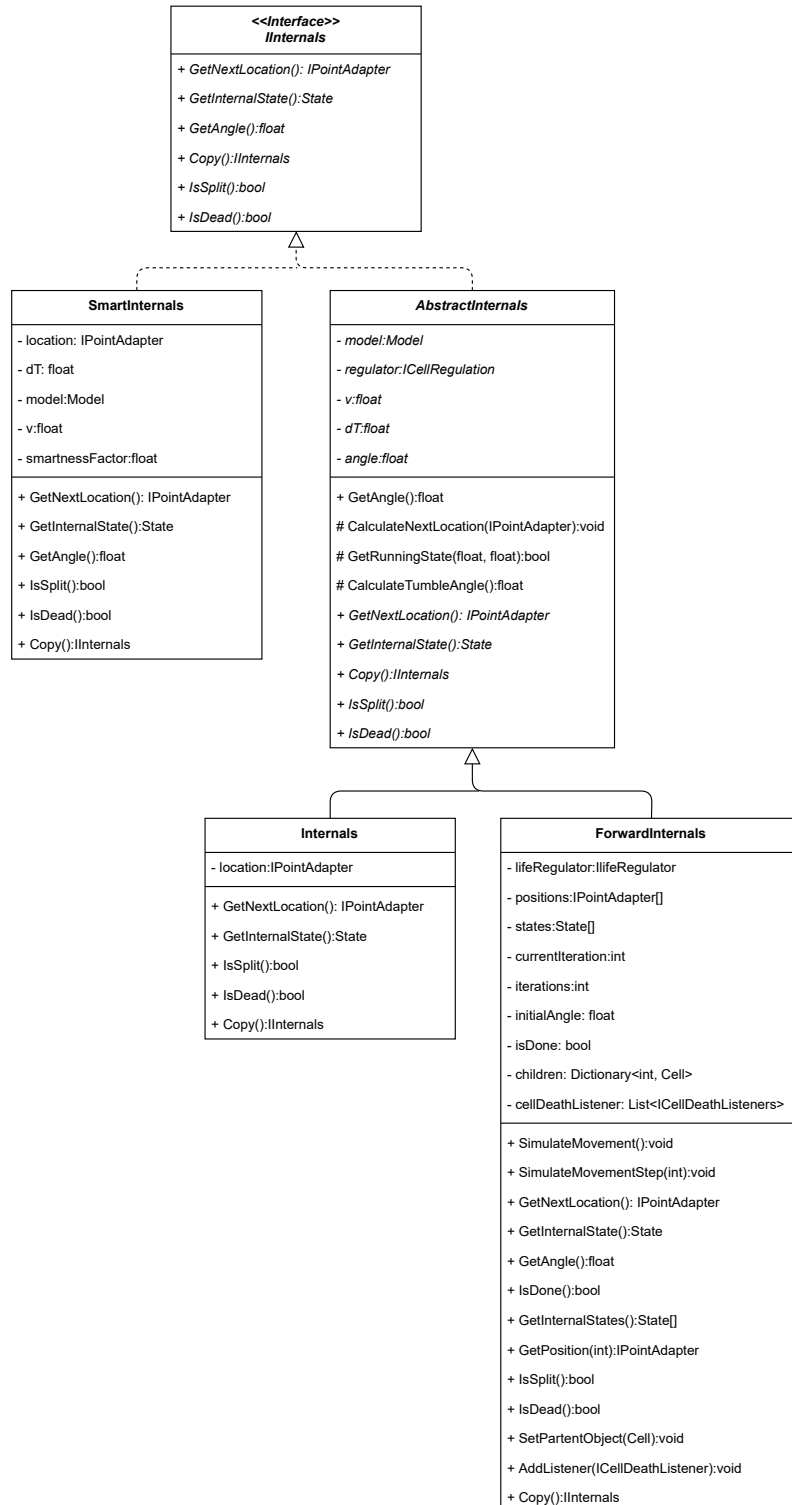 <<Interface>>
IInternals
+ GetNextLocation(): IPointAdapter
+ GetInternalState():State
+ GetAngle():float
+ Copy():IInternals
+ IsSplit():bool
+ IsDead():bool
SmartInternals
- location: IPointAdapter
- dT: float
- model:Model
- v:float
- smartnessFactor:float
+ GetNextLocation(): IPointAdapter
+ GetInternalState():State
+ GetAngle():float
+ IsSplit():bool
+ IsDead():bool
+ Copy():IInternals
AbstractInternals
- model:Model
- regulator:ICellRegulation
- v:float
- dT:float
- angle:float
+ GetAngle():float
# CalculateNextLocation(IPointAdapter):void
# GetRunningState(float, float):bool
# CalculateTumbleAngle():float
+ GetNextLocation(): IPointAdapter
+ GetInternalState():State
+ Copy():IInternals
+ IsSplit():bool
+ IsDead():bool
Internals
- location:IPointAdapter
+ GetNextLocation(): IPointAdapter
+ GetInternalState():State
+ IsSplit():bool
+ IsDead():bool
+ Copy():IInternals
ForwardInternals
- lifeRegulator:IlifeRegulator
- positions:IPointAdapter[]
- states:State[]
- currentIteration:int
- iterations:int
- initialAngle: float
- isDone: bool
- children: Dictionary<int, Cell>
- cellDeathListener: List<ICellDeathListeners>
+ SimulateMovement():void
+ SimulateMovementStep(int):void
+ GetNextLocation(): IPointAdapter
+ GetInternalState():State
+ GetAngle():float
+ IsDone():bool
+ GetInternalStates():State[]
+ GetPosition(int):IPointAdapter
+ IsSplit():bool
+ IsDead():bool
+ SetPartentObject(Cell):void
+ AddListener(ICellDeathListener):void
+ Copy():IInternals